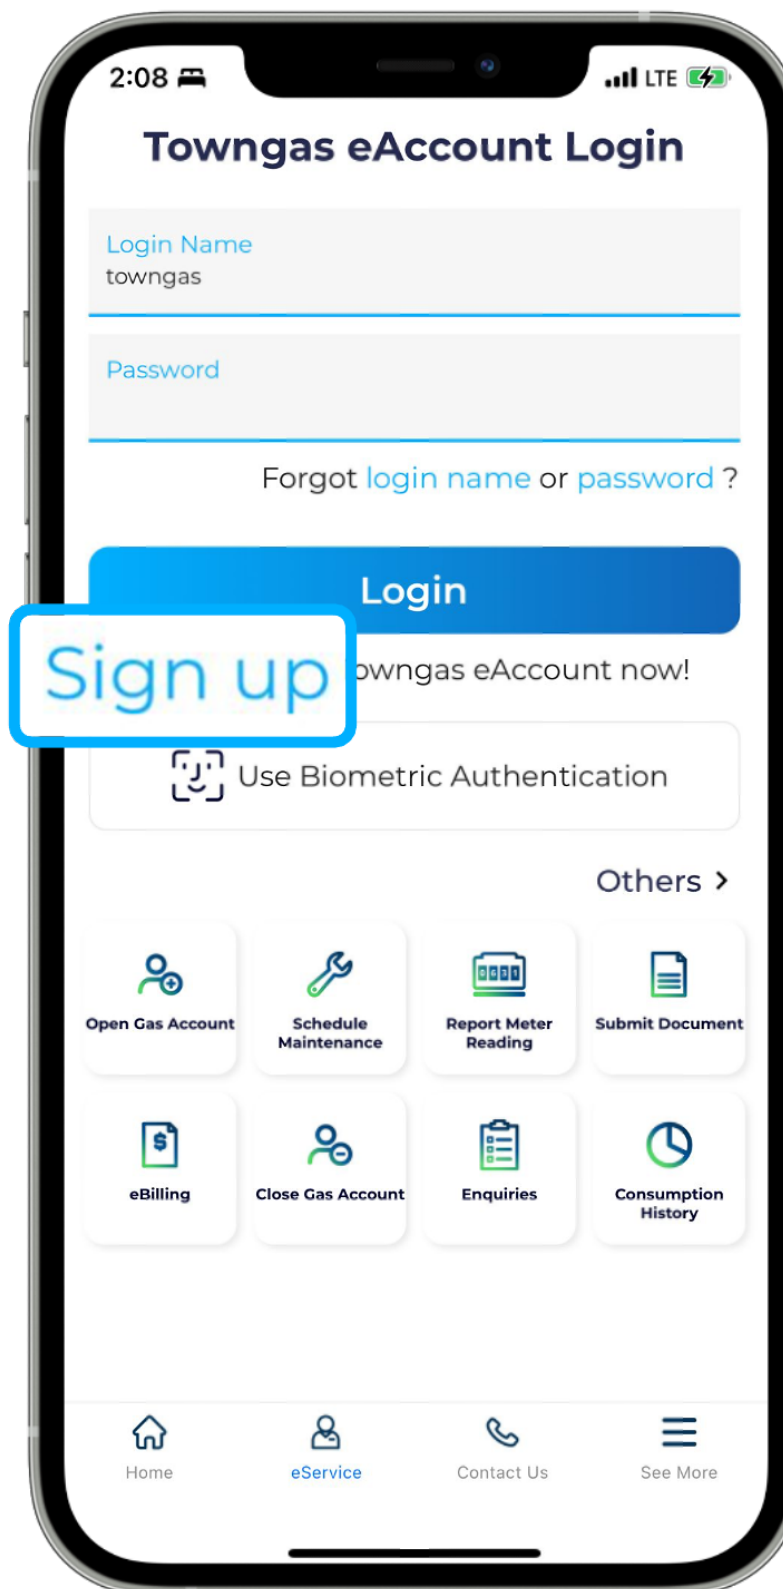 2:08 LTE
Towngas eAccount Login
Login Name
towngas
Password
Forgot login name or password ?
Login
Sign up owngas eAccount now!
Use Biometric Authentication
Others >
Open Gas Account
Schedule
Maintenance
Report Meter
Reading
Submit Document
eBilling
Close Gas Account
Enquiries
Consumption
History
Home eService Contact Us See More